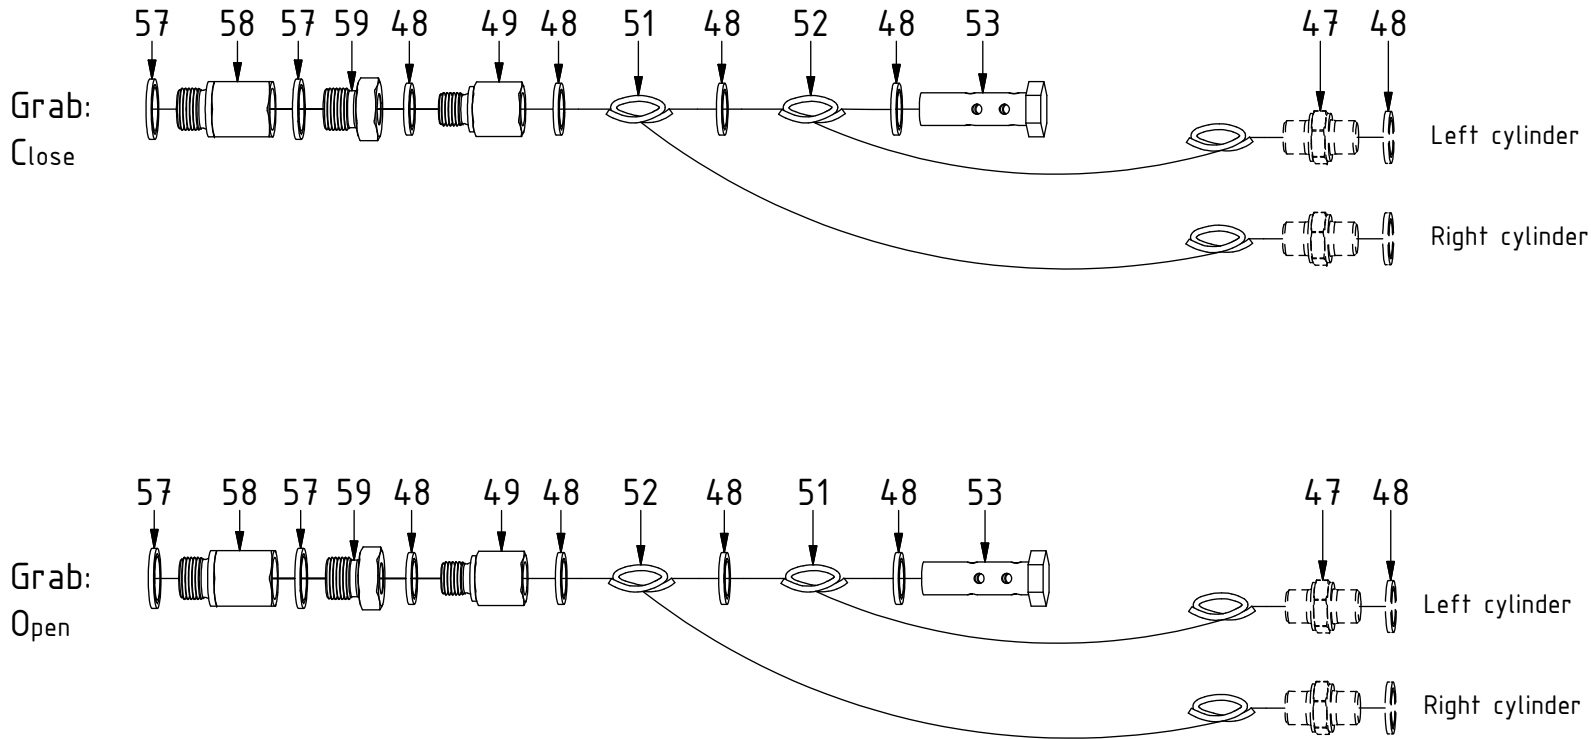 57 58 57 59 48 49 48 51 48 52 48 53 47 48
Grab:
Close
Left cylinder
Right cylinder
57 58 57 59 48 49 48 52 48 51 48 53 47 48
Grab:
Open
Left cylinder
Right cylinder